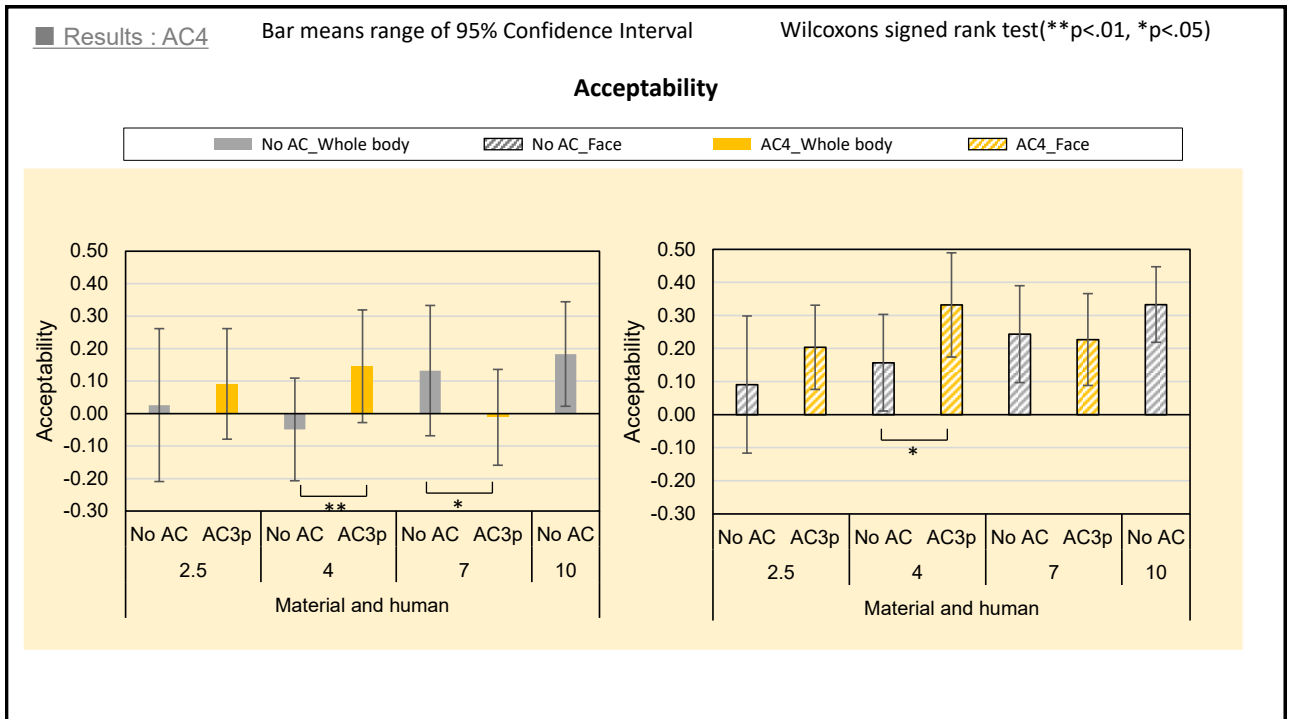 ■ Results : AC4
Bar means range of 95% Confidence Interval
Wilcoxons signed rank test(**p<.01, *p<.05)
Acceptability
No AC_Whole body No AC_Face AC4_Whole body AC4_Face
Acceptability
0.50
0.40
0.30
0.20
0.10
0.00
-0.10
-0.20
-0.30
** *
No AC AC3p No AC AC3p No AC AC3p No AC
2.5 4 7 10
Material and human
Acceptability
0.50
0.40
0.30
0.20
0.10
0.00
-0.10
-0.20
-0.30
*
No AC AC3p No AC AC3p No AC AC3p No AC
2.5 4 7 10
Material and human